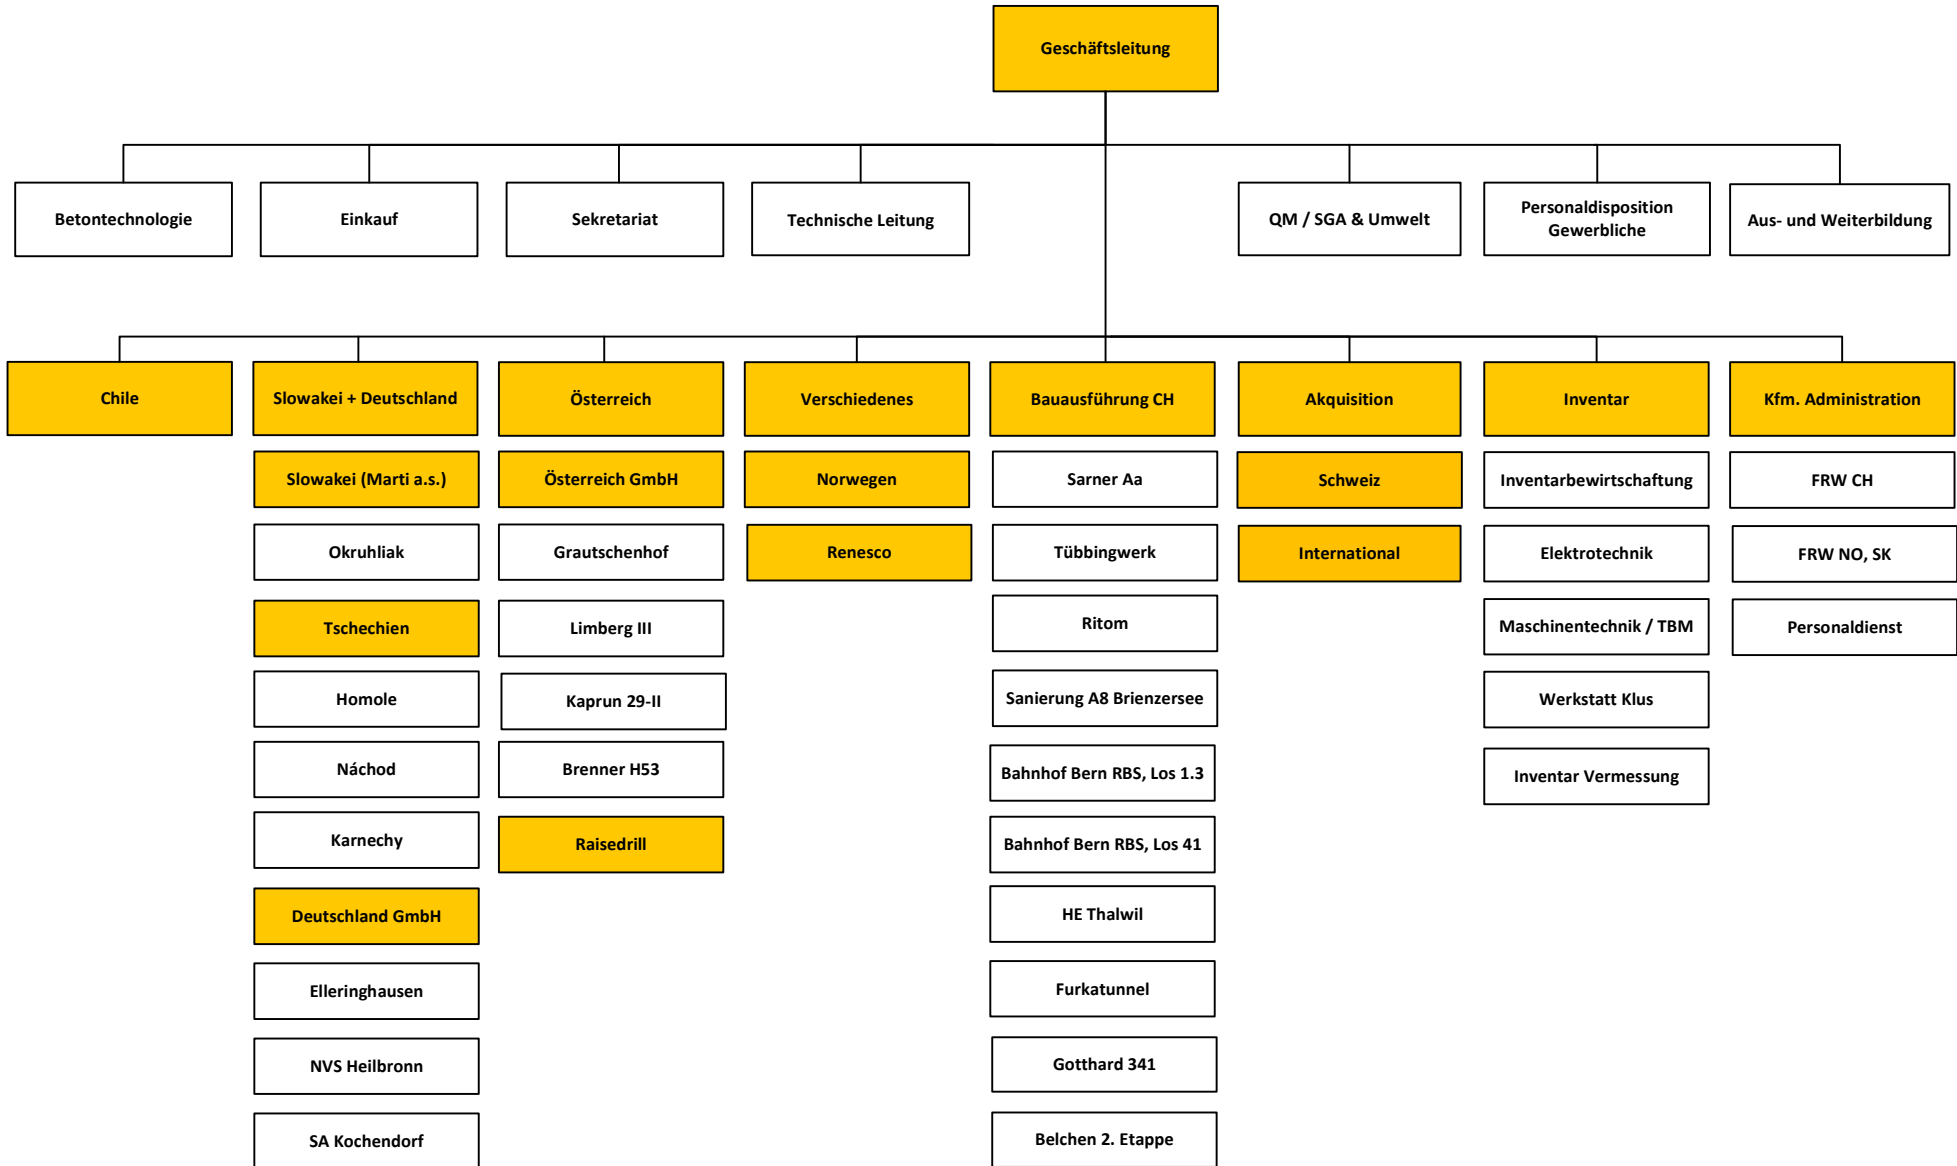 Geschäftsleitung
Betontechnologie
Einkauf
Sekretariat
Technische Leitung
QM / SGA & Umwelt
Personaldisposition
Gewerbliche
Aus- und Weiterbildung
Chile
Slowakei + Deutschland
Österreich
Verschiedenes
Bauausführung CH
Akquisition
Inventar
Kfm. Administration
Slowakei (Marti a.s.)
Okruhliak
Tschechien
Homole
Náchod
Karnechy
Deutschland GmbH
Elleringhausen
NVS Heilbronn
SA Kochendorf
Österreich GmbH
Grautschenhof
Limberg III
Kaprun 29-II
Brenner H53
Raisedrill
Norwegen
Renesco
Sarner Aa
Tübbingwerk
Ritom
Sanierung A8 Brienzersee
Bahnhof Bern RBS, Los 1.3
Bahnhof Bern RBS, Los 41
HE Thalwil
Furkatunnel
Gotthard 341
Belchen 2. Etappe
Schweiz
International
Inventarbewirtschaftung
Elektrotechnik
Maschinentechnik / TBM
Werkstatt Klus
Inventar Vermessung
FRW CH
FRW NO, SK
Personaldienst